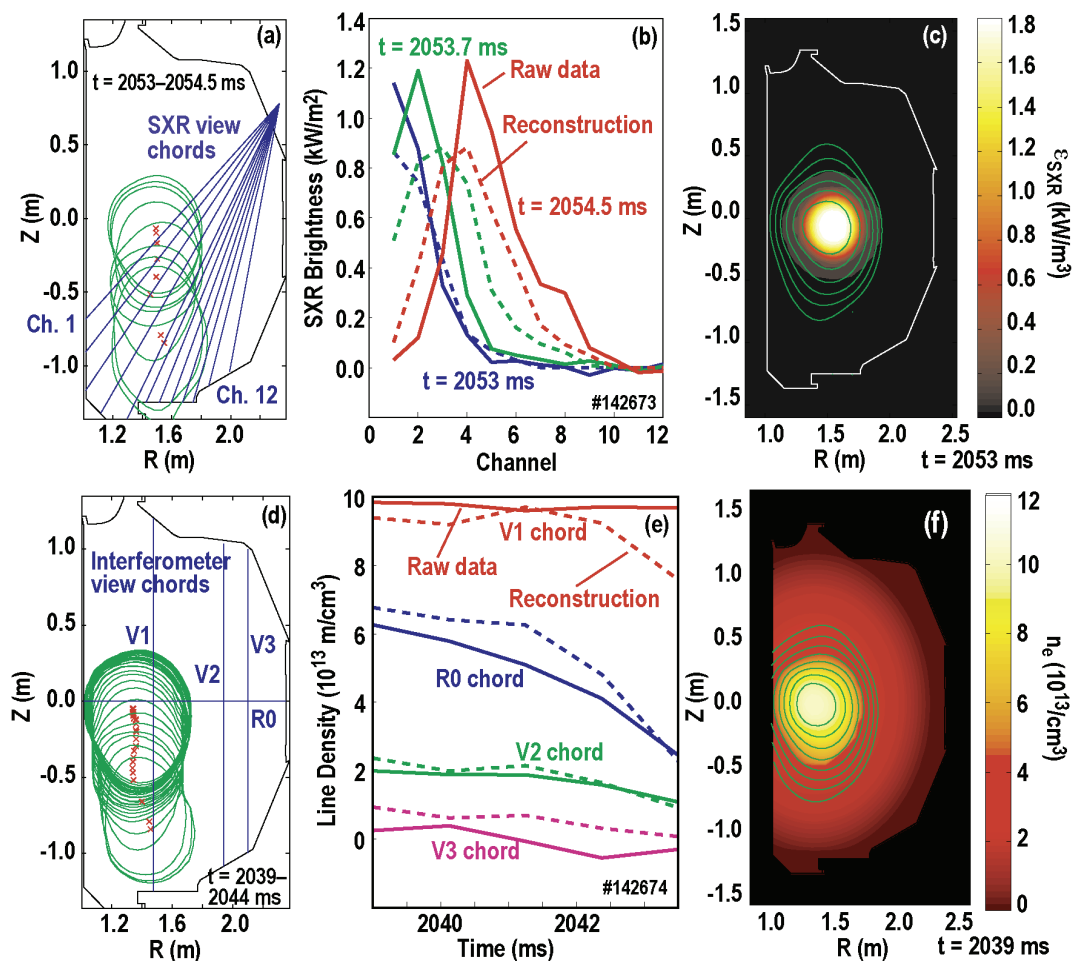 (a)
t = 2053–2054.5 ms
SXR view
chords
Ch. 1
Ch. 12
Z (m)
1.0
0.5
0.0
-0.5
-1.0
1.2 1.6 2.0
R (m)
(b)
t = 2053.7 ms
Raw data
Reconstruction
t = 2054.5 ms
t = 2053 ms
#142673
SXR Brightness (kW/m2)
1.4
1.2
1.0
0.8
0.6
0.4
0.2
0.0
0 2 4 6 8 10 12
Channel
(c)
Z (m)
1.5
1.0
0.5
0.0
-0.5
-1.0
-1.5
1.0 1.5 2.0 2.5
R (m)
t = 2053 ms
1.8
1.6
1.4
1.2
1.0
0.8
0.6
0.4
0.2
0.0
εSXR (kW/m3)
(d)
Interferometer
view chords
V1
V2
V3
R0
t = 2039–
2044 ms
Z (m)
1.0
0.5
0.0
-0.5
-1.0
1.2 1.6 2.0
R (m)
(e)
V1 chord
Raw data
Reconstruction
R0 chord
V2 chord
V3 chord
#142674
Line Density (1013 m/cm3)
10
8
6
4
2
0
2040 2042
Time (ms)
(f)
Z (m)
1.5
1.0
0.5
0.0
-0.5
-1.0
-1.5
1.0 1.5 2.0 2.5
R (m)
t = 2039 ms
12
10
8
6
4
2
0
ne (1013/cm3)